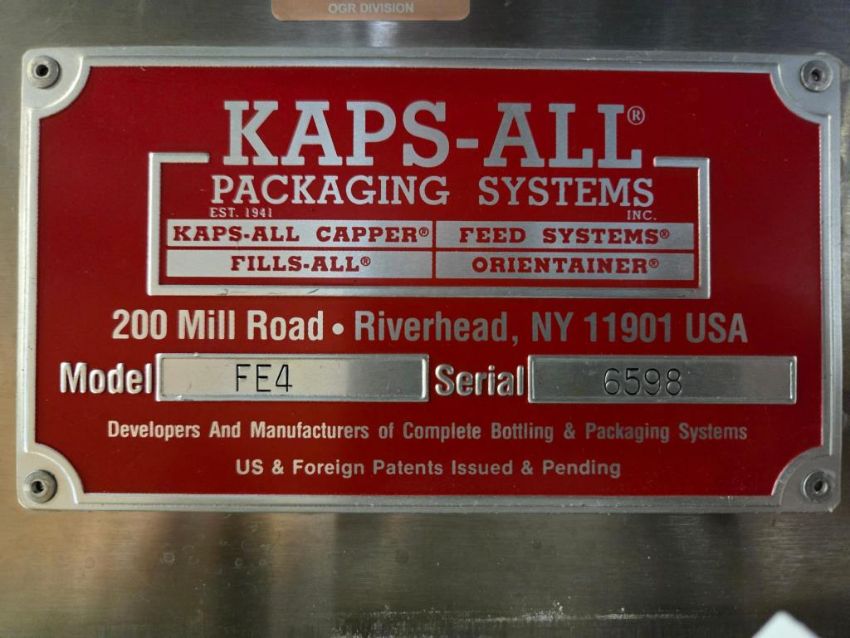 OGR DIVISION
KAPS-ALL®
PACKAGING SYSTEMS
EST. 1941 INC.
KAPS-ALL CAPPER® FEED SYSTEMS®
FILLS-ALL® ORIENTAINER®
200 Mill Road • Riverhead, NY 11901 USA
Model FE4 Serial 6598
Developers And Manufacturers of Complete Bottling & Packaging Systems
US & Foreign Patents Issued & Pending